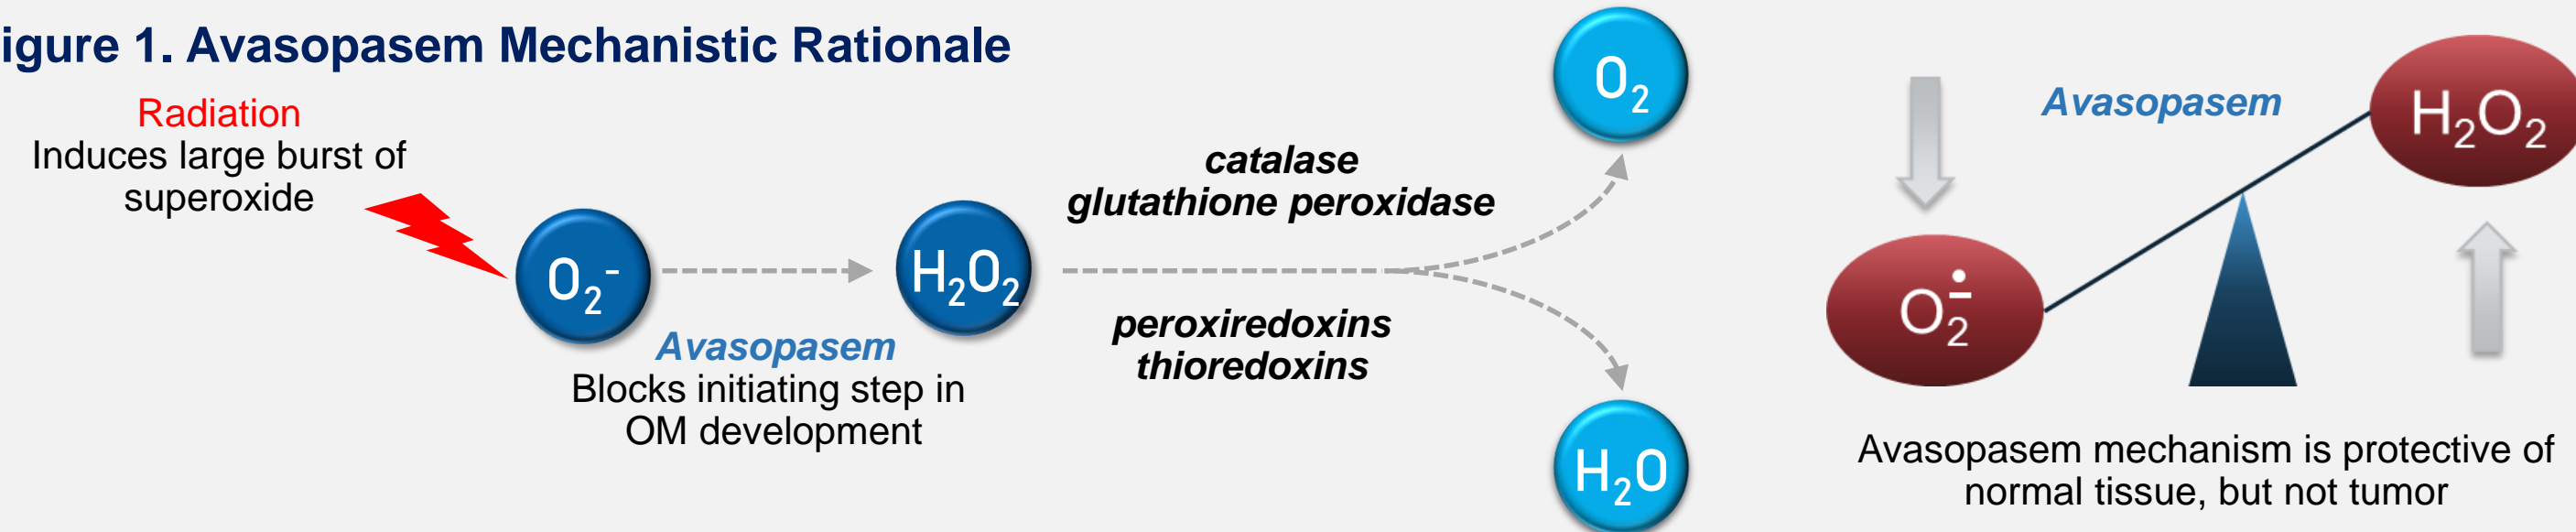 igure 1. Avasopasem Mechanistic Rationale
Radiation
Induces large burst of
superoxide
O₂⁻
Avasopasem
Blocks initiating step in
OM development
H₂O₂
catalase
glutathione peroxidase
peroxiredoxins
thioredoxins
O₂
H₂O
Avasopasem
O₂•⁻
H₂O₂
Avasopasem mechanism is protective of
normal tissue, but not tumor